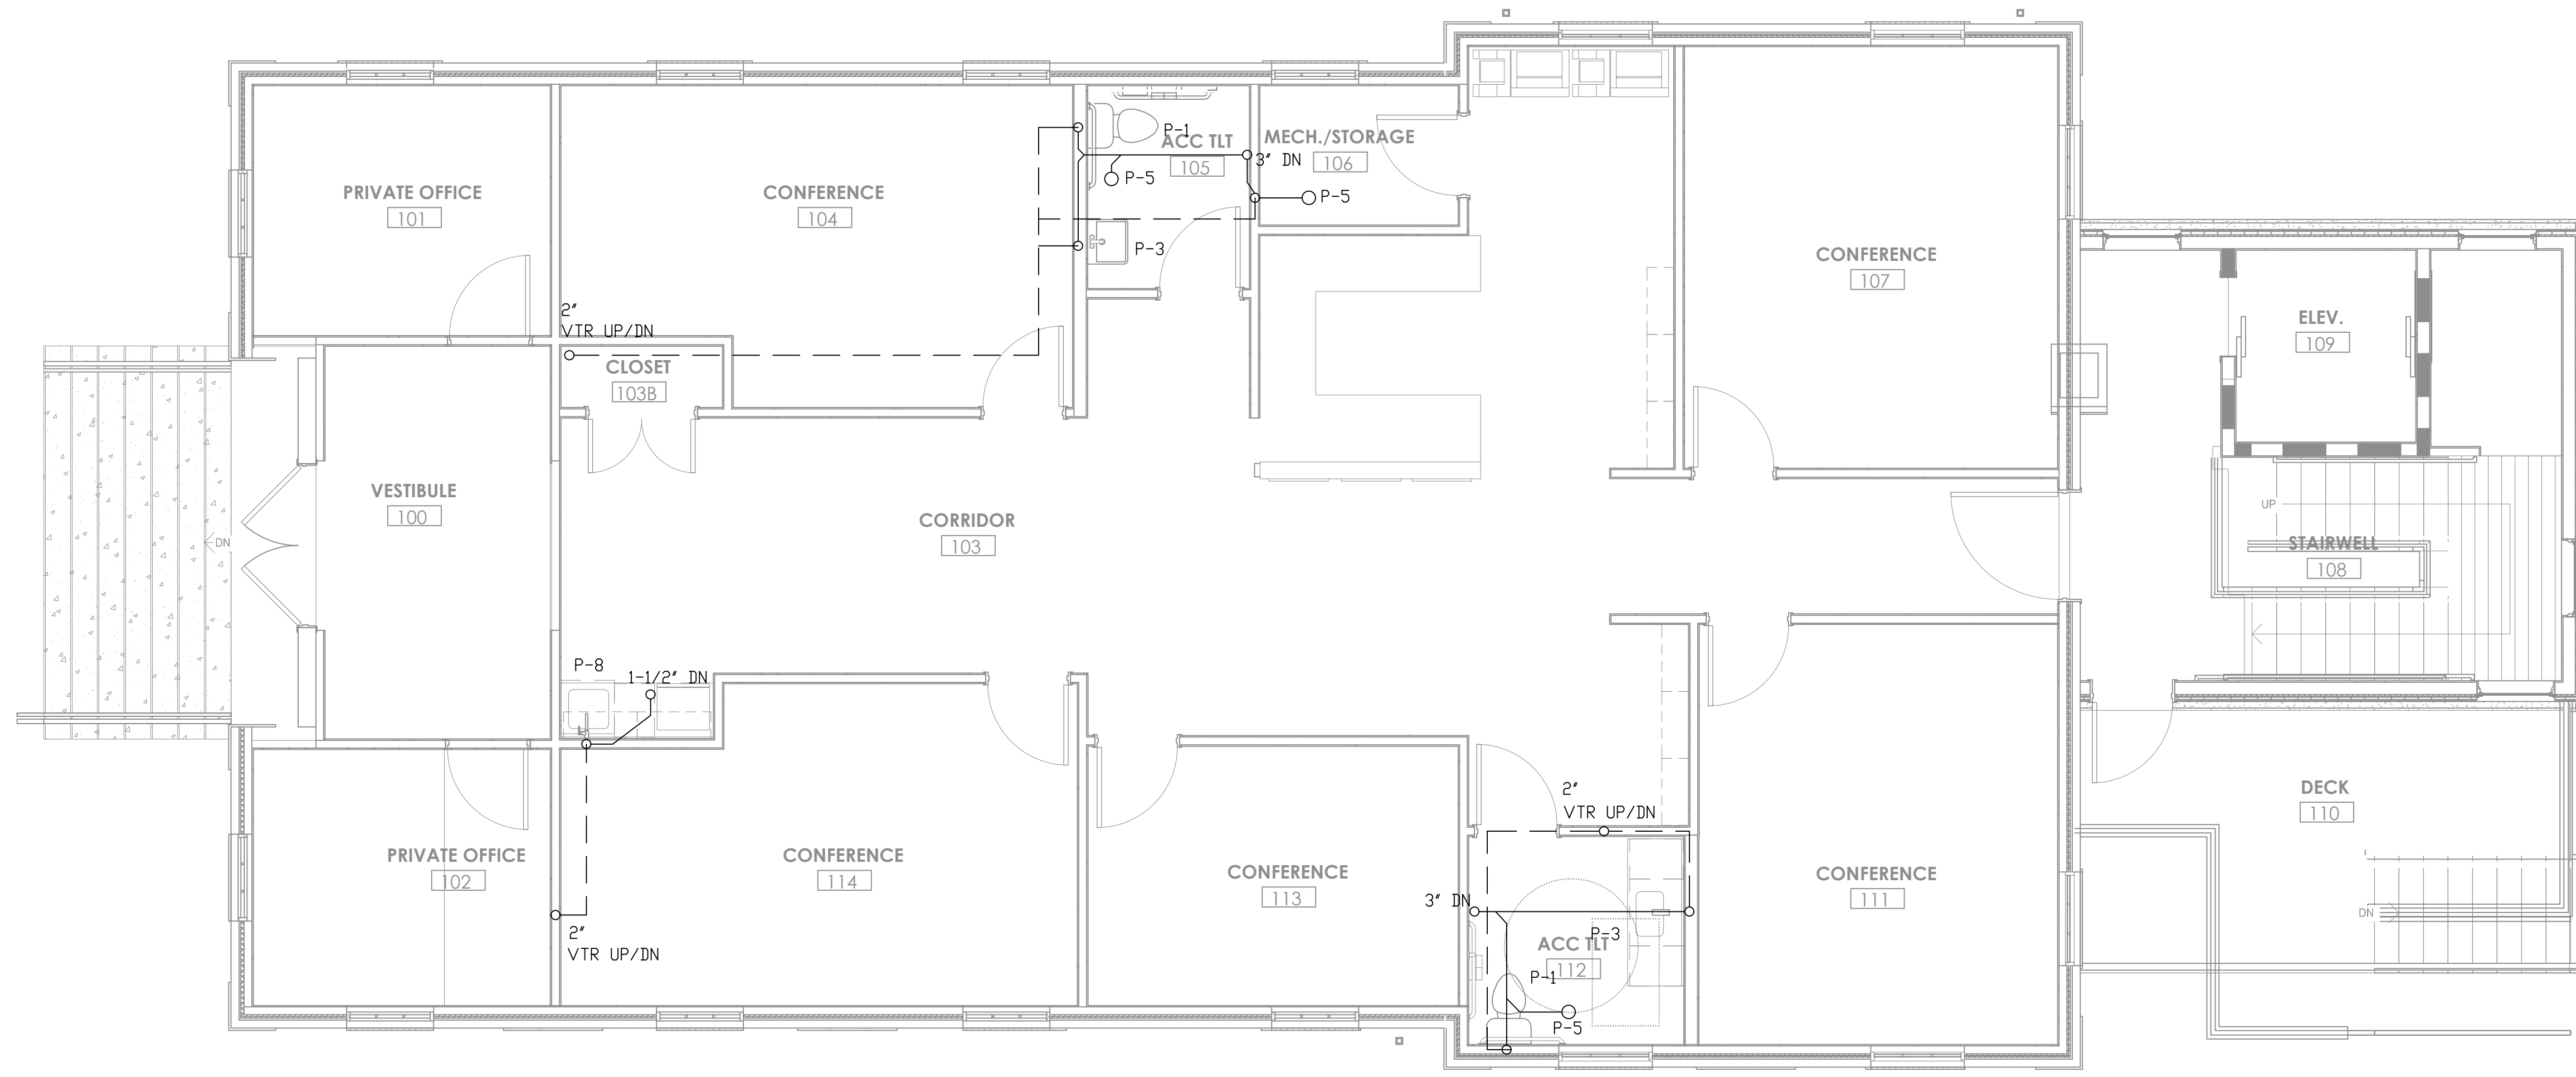 P-1
ACC TLT
105
MECH./STORAGE
106
3" DN
P-5
P-5
PRIVATE OFFICE
101
CONFERENCE
104
P-3
CONFERENCE
107
2"
VTR UP/DN
CLOSET
103B
ELEV.
109
VESTIBULE
100
UP
CORRIDOR
103
DN
STAIRWELL
108
P-8
1-1/2" DN
2"
VTR UP/DN
DECK
110
PRIVATE OFFICE
102
CONFERENCE
114
CONFERENCE
113
CONFERENCE
111
3" DN
DN
2"
VTR UP/DN
P-3
ACC TLT
112
P-1
P-5